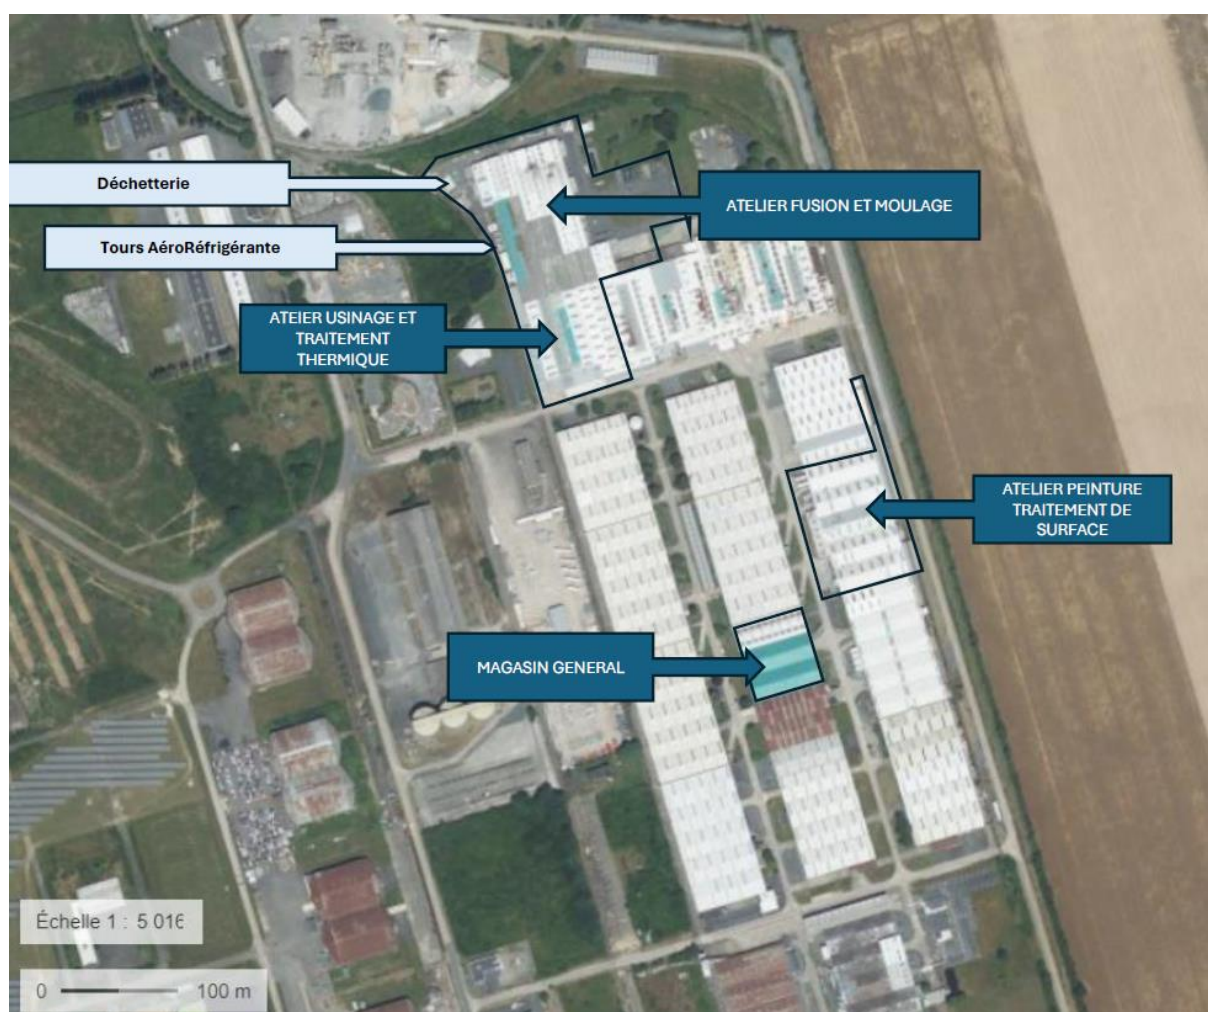 Déchetterie
ATELIER FUSION ET MOULAGE
Tours AéroRéfrigérante
ATEIER USINAGE ET
TRAITEMENT
THERMIQUE
ATELIER PEINTURE
TRAITEMENT DE
SURFACE
MAGASIN GENERAL
Échelle 1 : 5 016
0 100 m